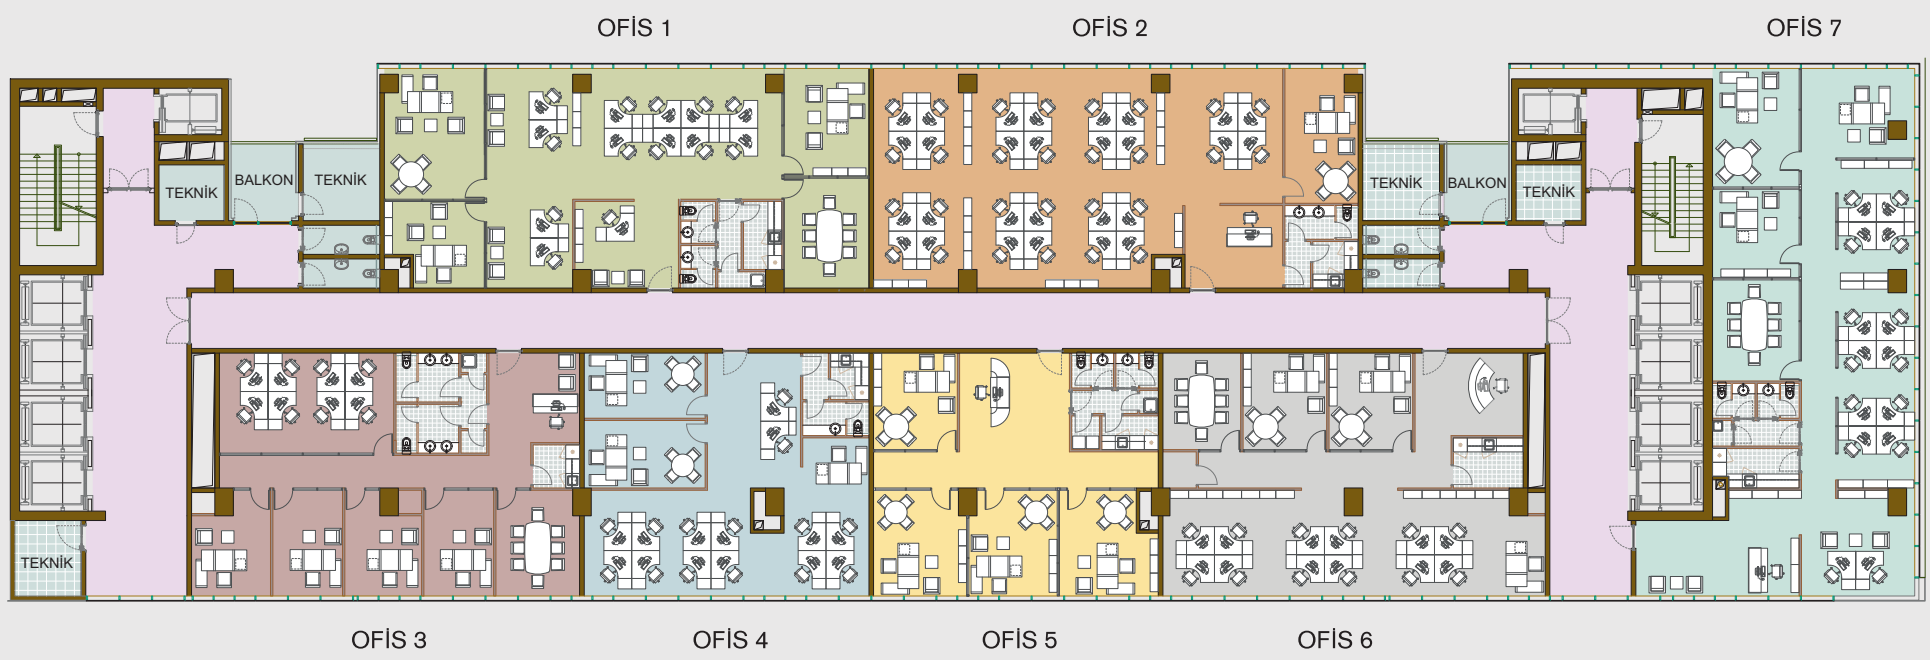 OFİS 1
OFİS 2
OFİS 7
TEKNİK
BALKON
TEKNİK
TEKNİK
BALKON
TEKNİK
TEKNİK
OFİS 3
OFİS 4
OFİS 5
OFİS 6